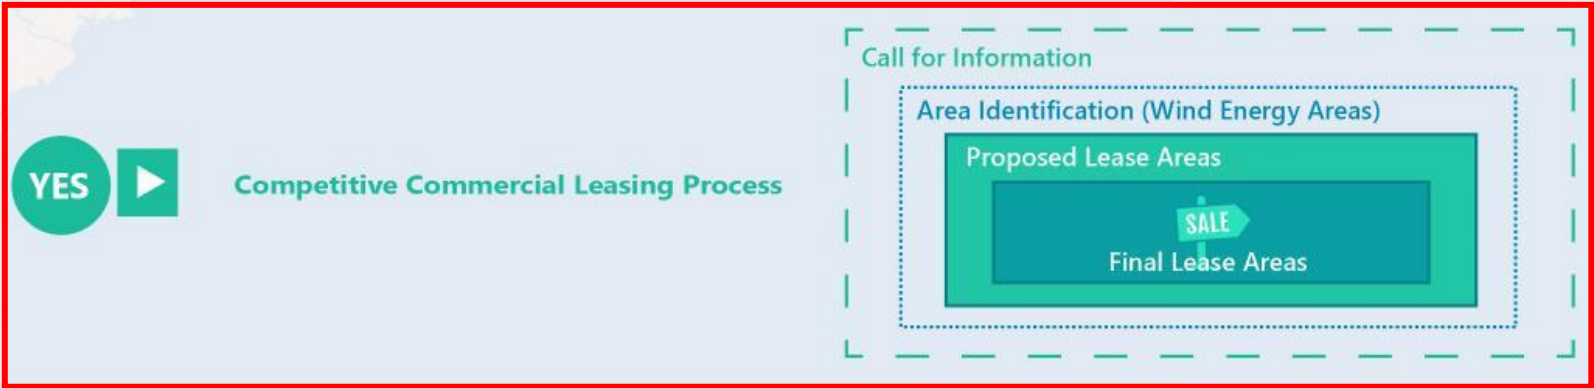 Call for Information
Area Identification (Wind Energy Areas)
Proposed Lease Areas
YES
Competitive Commercial Leasing Process
SALE
Final Lease Areas